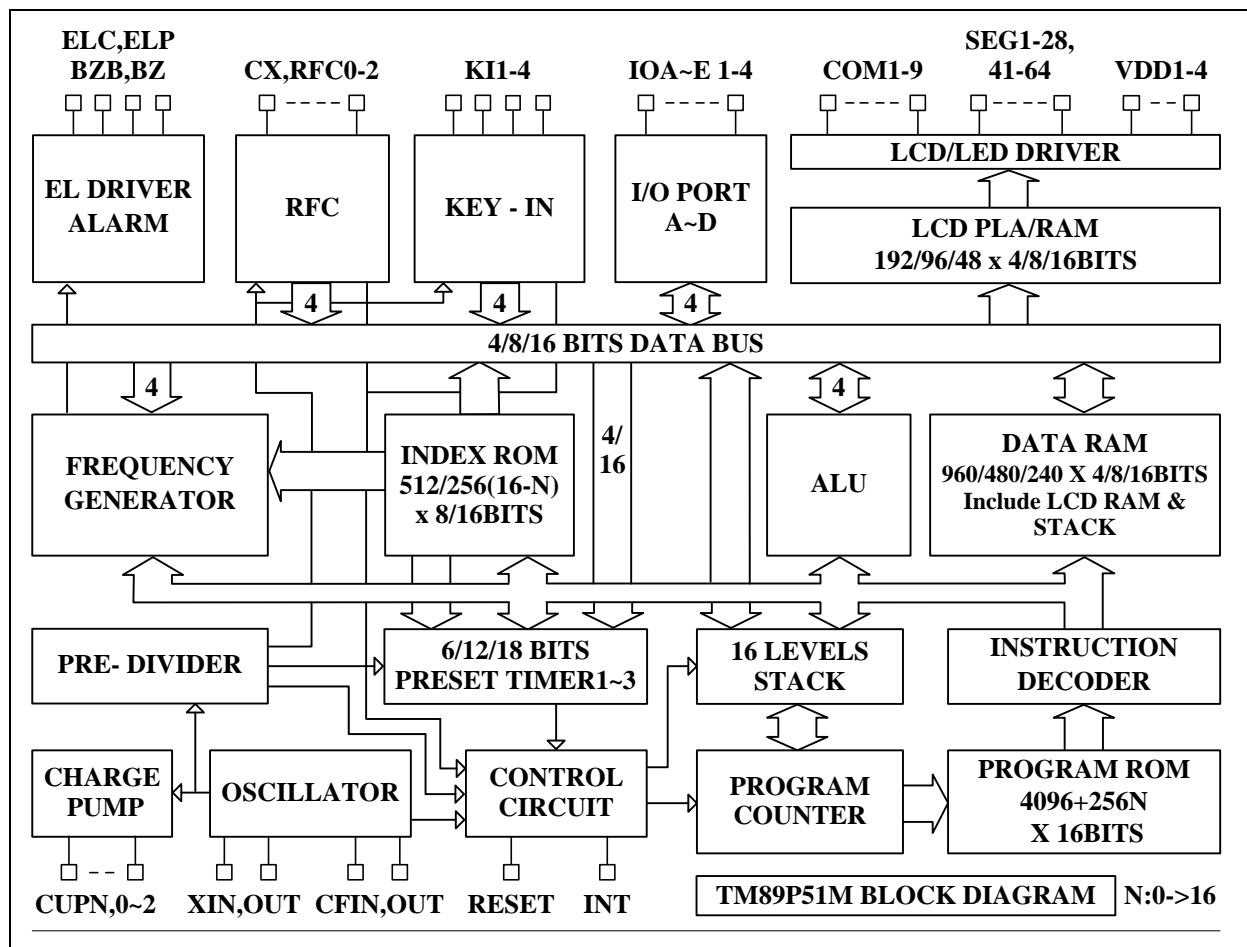 ELC,ELP
BZB,BZ
CX,RFC0-2
KI1-4
IOA~E 1-4
COM1-9
SEG1-28,
41-64
VDD1-4
EL DRIVER
ALARM
RFC
KEY - IN
I/O PORT
A~D
LCD/LED DRIVER
LCD PLA/RAM
192/96/48 x 4/8/16BITS
4
4
4
4/8/16 BITS DATA BUS
4
4
FREQUENCY
GENERATOR
INDEX ROM
512/256(16-N)
x 8/16BITS
4/
16
ALU
DATA RAM
960/480/240 X 4/8/16BITS
Include LCD RAM &
STACK
PRE- DIVIDER
6/12/18 BITS
PRESET TIMER1~3
16 LEVELS
STACK
INSTRUCTION
DECODER
CHARGE
PUMP
OSCILLATOR
CONTROL
CIRCUIT
PROGRAM
COUNTER
PROGRAM ROM
4096+256N
X 16BITS
CUPN,0~2
XIN,OUT
CFIN,OUT
RESET
INT
TM89P51M BLOCK DIAGRAM
N:0->16